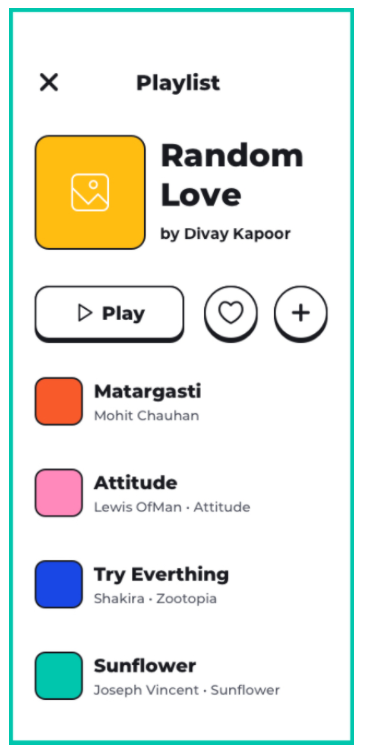 Playlist
Random
Love
by Divay Kapoor
Play
Matargasti
Mohit Chauhan
Attitude
Lewis OfMan • Attitude
Try Everthing
Shakira • Zootopia
Sunflower
Joseph Vincent • Sunflower